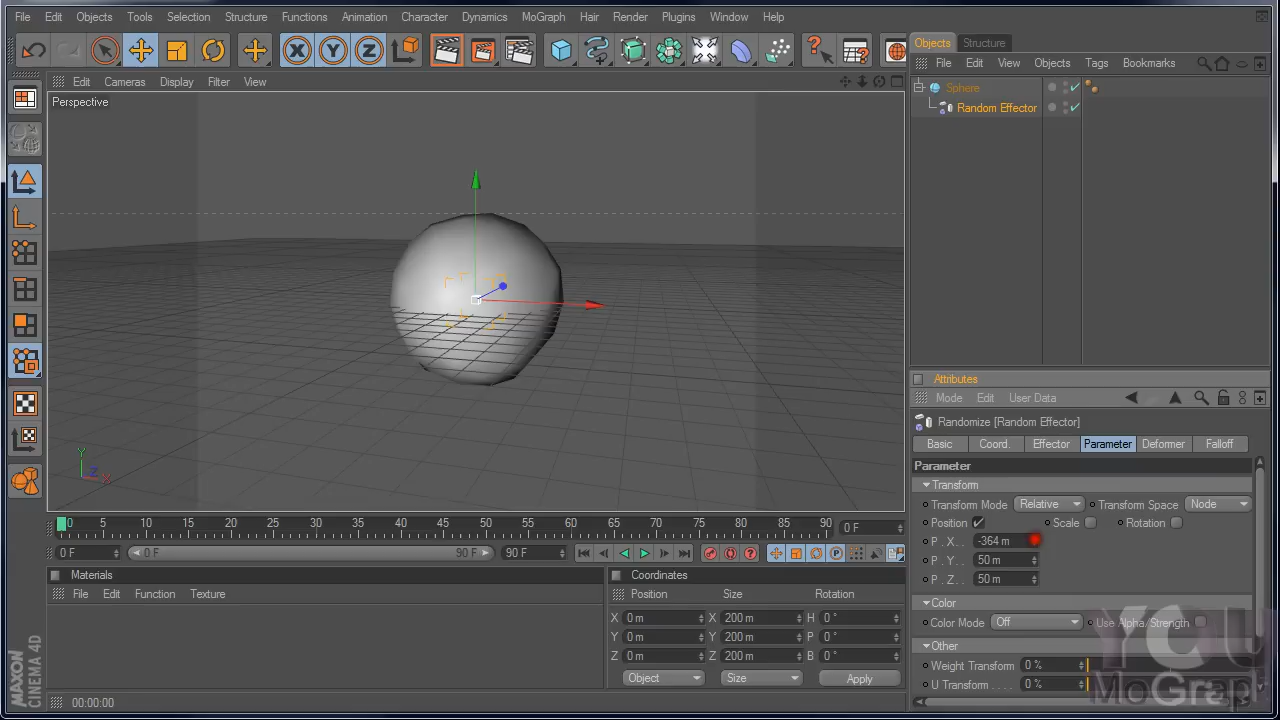 File Edit Objects Tools Selection Structure Functions Animation Character Dynamics MoGraph Hair Render Plugins Window Help
X Y Z
Objects Structure
File Edit View Objects Tags Bookmarks
Sphere
Random Effector
Edit Cameras Display Filter View
Perspective
Y
Z X
Attributes
Mode Edit User Data
Randomize [Random Effector]
Basic Coord. Effector Parameter Deformer Falloff
Parameter
Transform
Transform Mode Relative Transform Space Node
Position Scale Rotation
P . X . . -364 m
P . Y . . 50 m
P . Z . . 50 m
Color
Color Mode Off Use Alpha/Strength
Other
Weight Transform 0 %
U Transform . . . . 0 %
0 5 10 15 20 25 30 35 40 45 50 55 60 65 70 75 80 85 90 0 F
0 F 0 F 90 F 90 F
Materials
File Edit Function Texture
Coordinates
Position Size Rotation
X 0 m X 200 m H 0 °
Y 0 m Y 200 m P 0 °
Z 0 m Z 200 m B 0 °
Object Size Apply
00:00:00
MAXON
CINEMA 4D
YCU
MoGraph